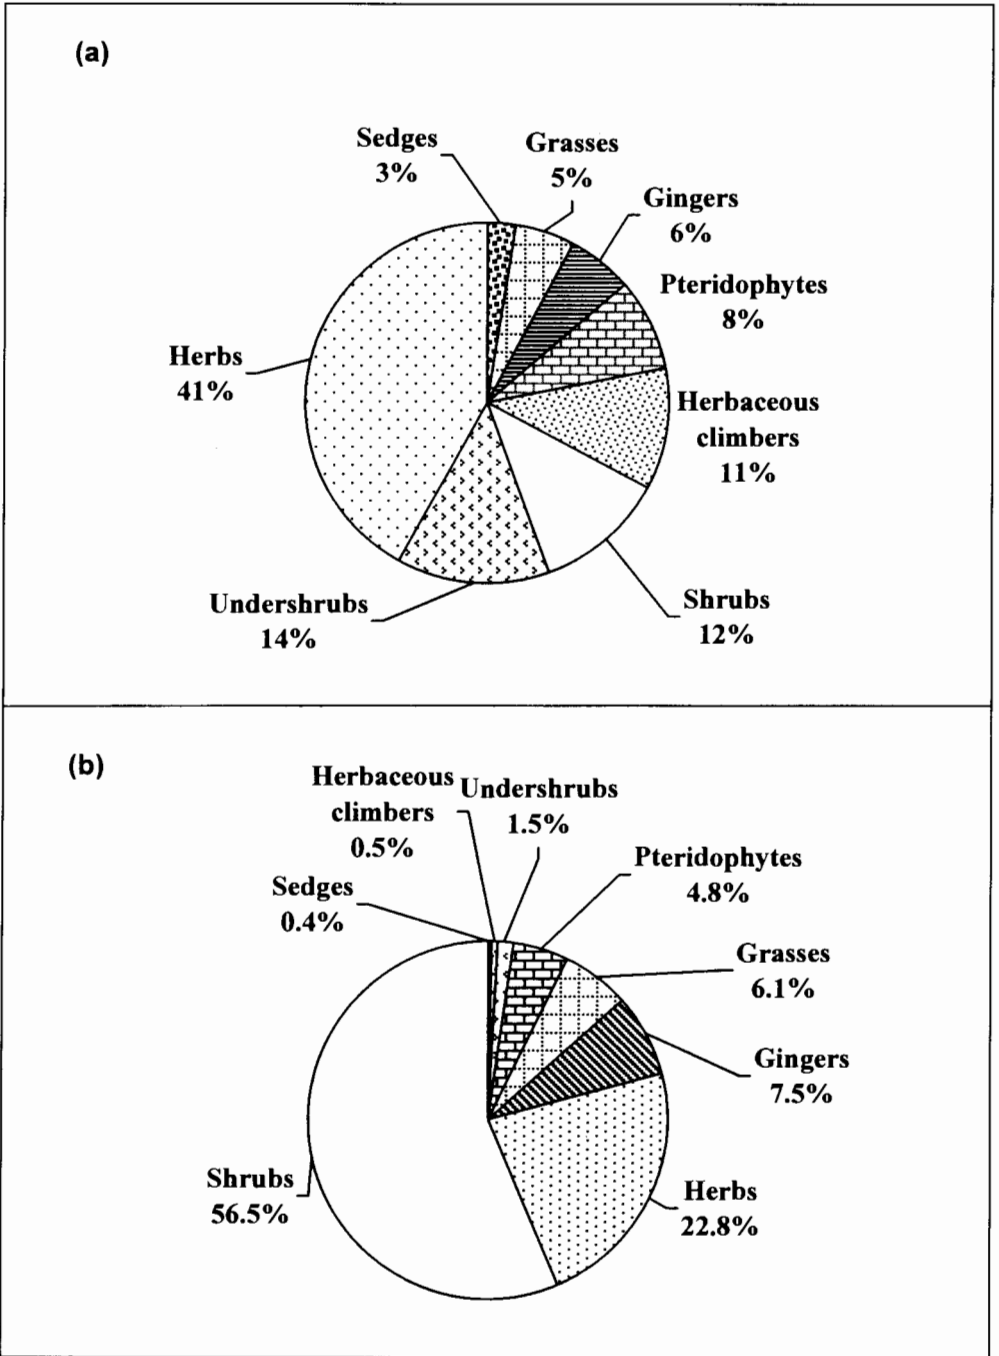 (a)
Sedges
3%
Grasses
5%
Gingers
6%
Pteridophytes
8%
Herbaceous
climbers
11%
Shrubs
12%
Undershrubs
14%
Herbs
41%
(b)
Herbaceous
climbers
0.5%
Undershrubs
1.5%
Pteridophytes
4.8%
Sedges
0.4%
Grasses
6.1%
Gingers
7.5%
Herbs
22.8%
Shrubs
56.5%